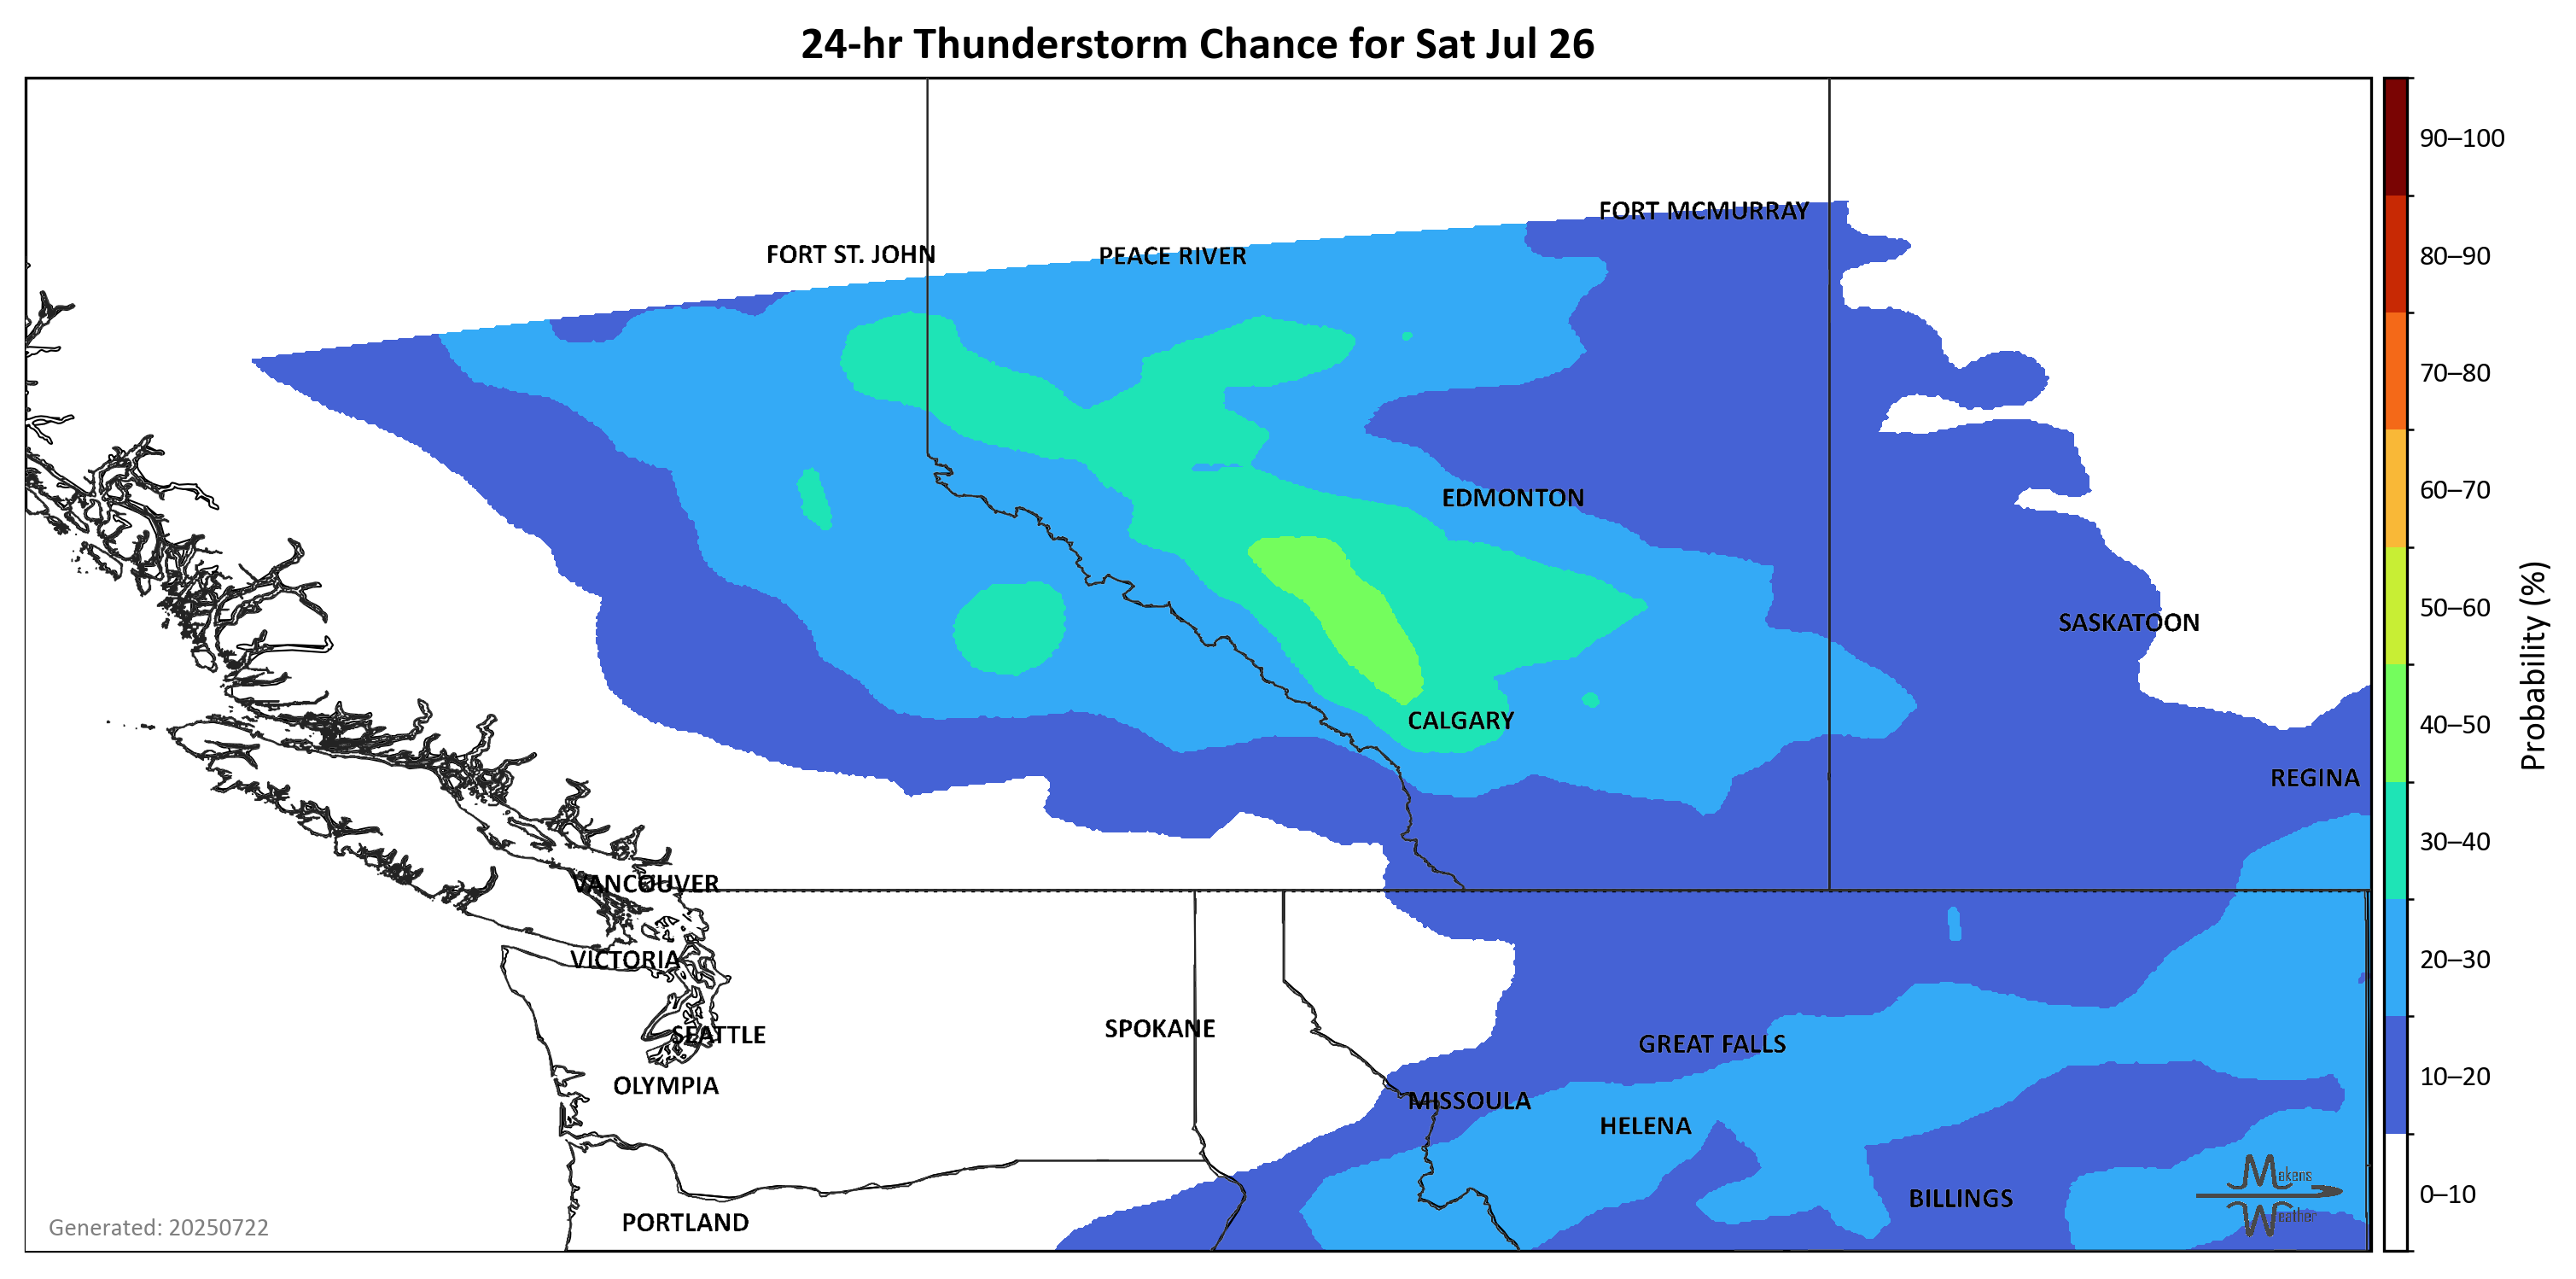 24-hr Thunderstorm Chance for Sat Jul 26
90–100
FORT MCMURRAY
FORT ST. JOHN
PEACE RIVER
80–90
70–80
60–70
EDMONTON
50–60
SASKATOON
Probability (%)
CALGARY
40–50
REGINA
30–40
VANCOUVER
VICTORIA
20–30
SPOKANE
SEATTLE
GREAT FALLS
OLYMPIA
10–20
MISSOULA
HELENA
Makens
Weather
0–10
BILLINGS
PORTLAND
Generated: 20250722